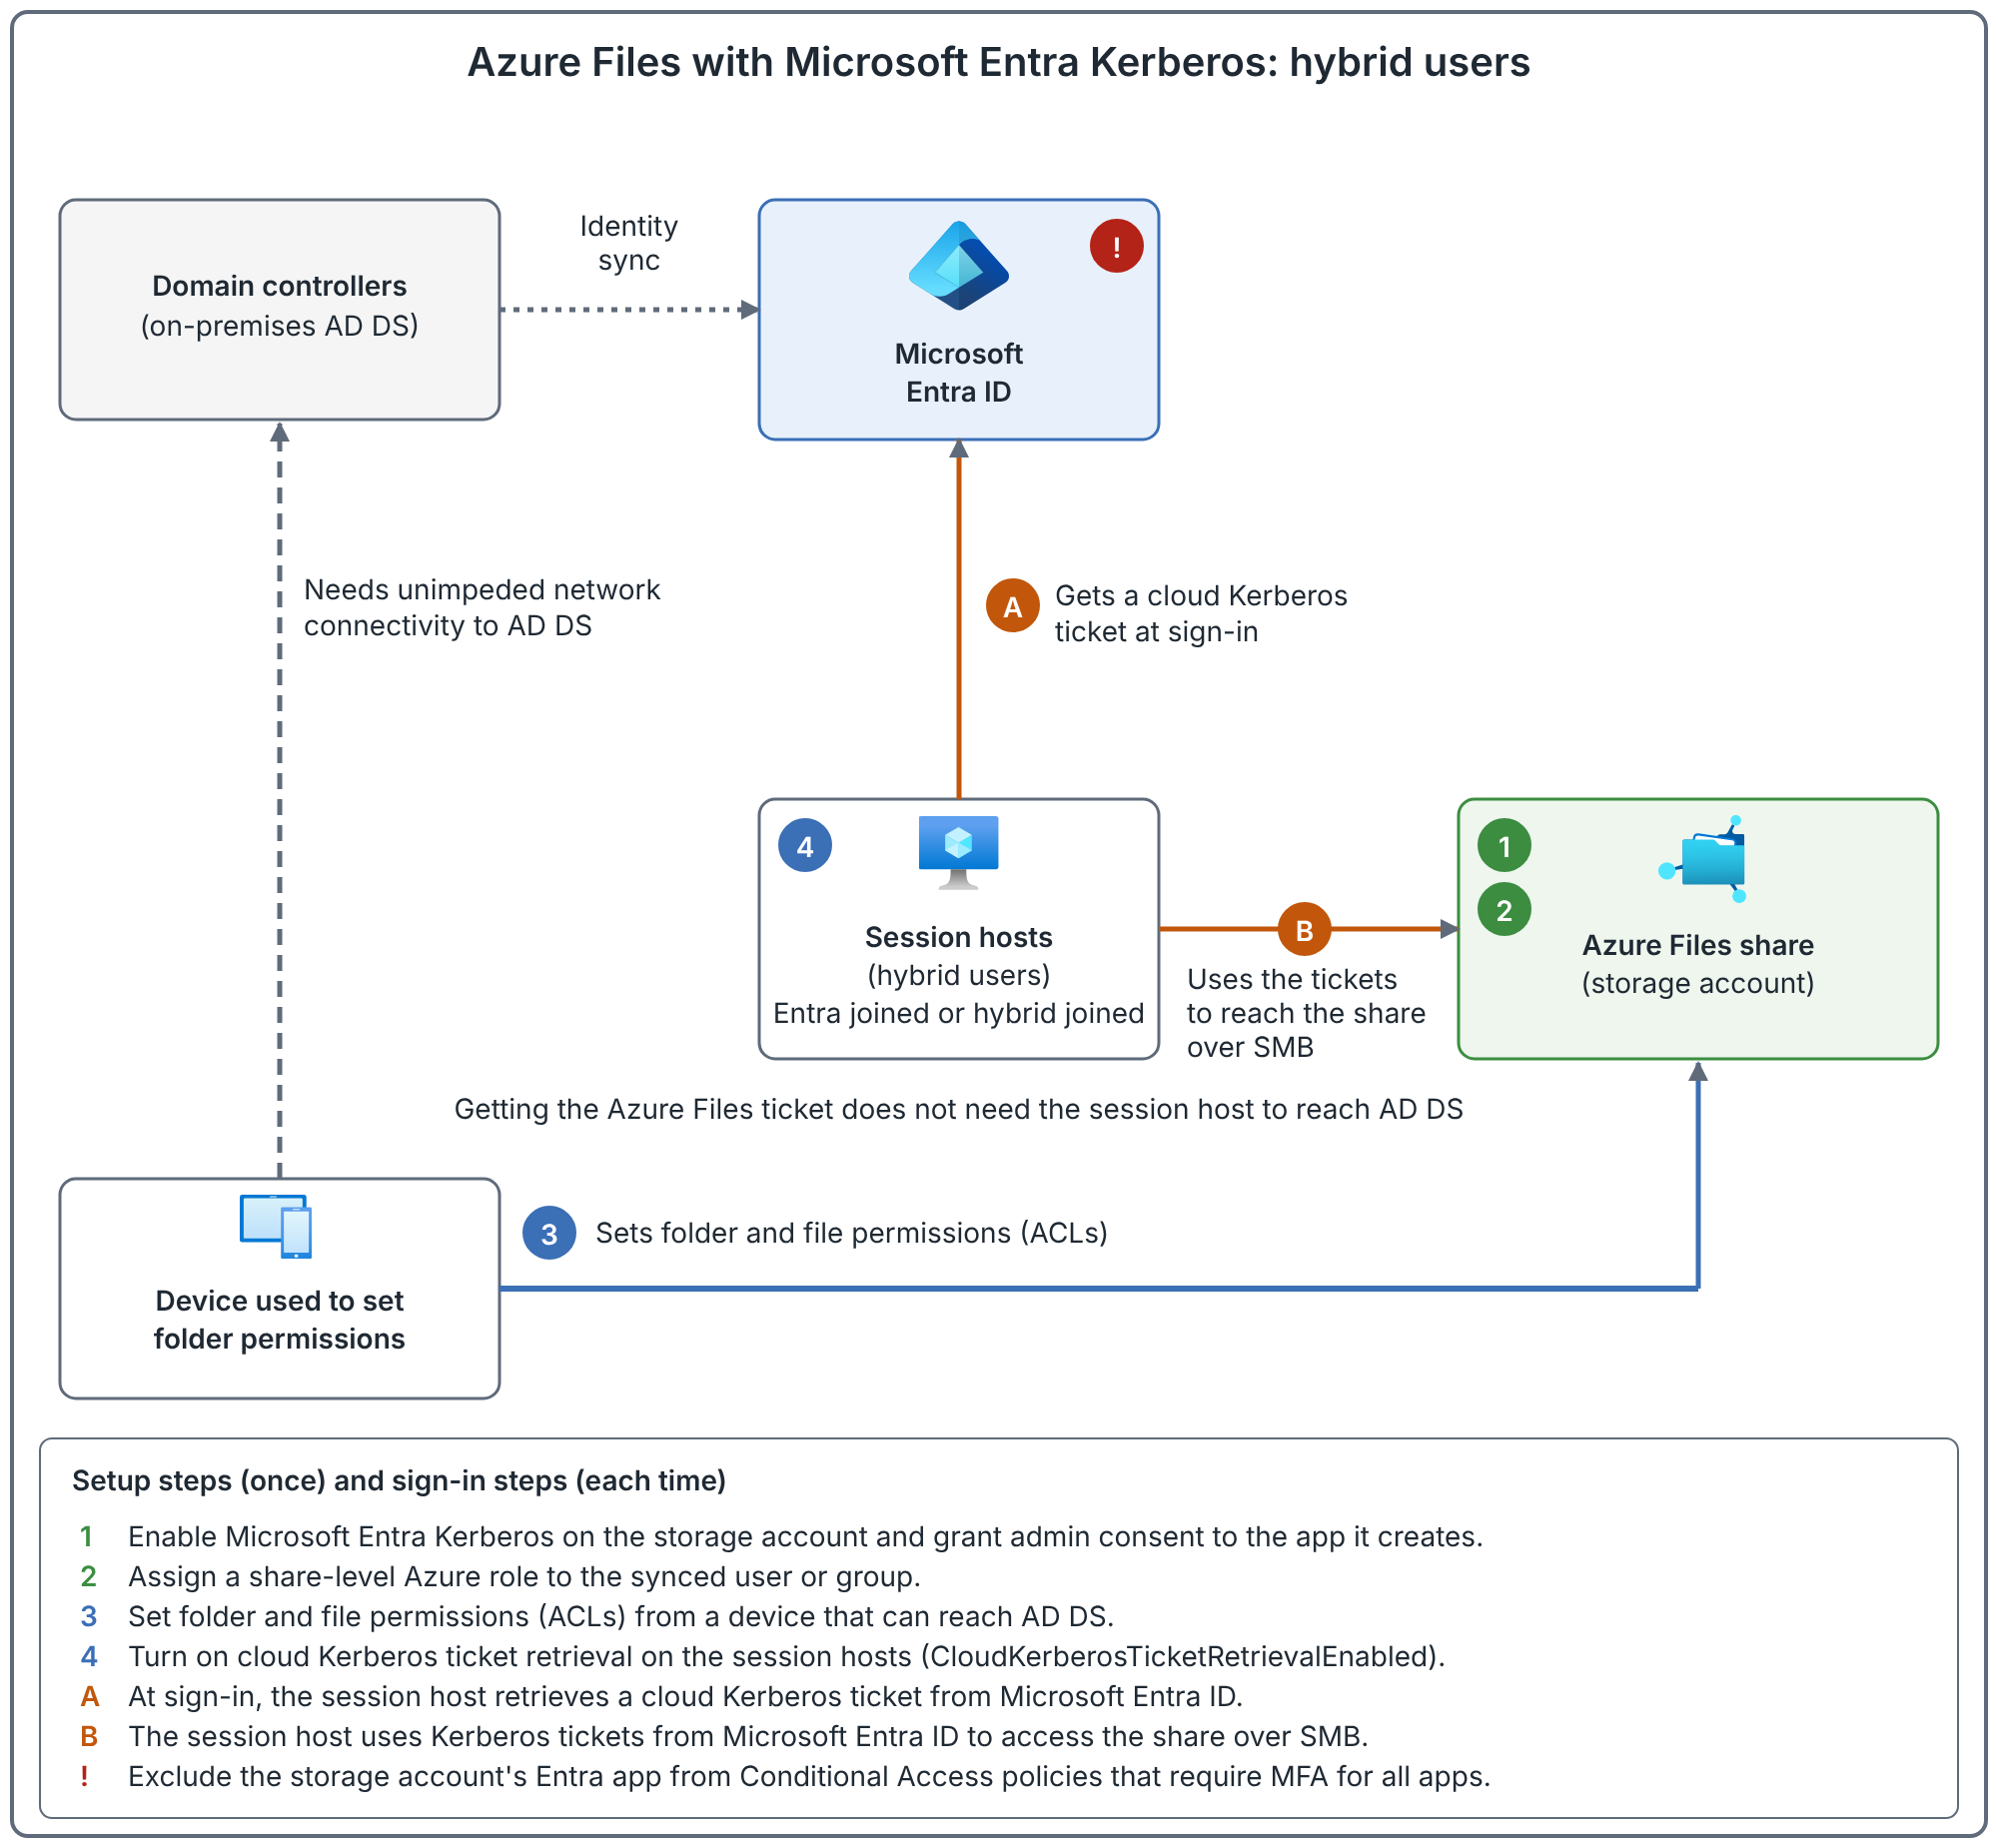 Azure Files with Microsoft Entra Kerberos: hybrid users
Domain controllers
(on-premises AD DS)
Identity
sync
!
Microsoft
Entra ID
Needs unimpeded network
connectivity to AD DS
A
Gets a cloud Kerberos
ticket at sign-in
4
Session hosts
(hybrid users)
Entra joined or hybrid joined
B
Uses the tickets
to reach the share
over SMB
1
2
Azure Files share
(storage account)
Getting the Azure Files ticket does not need the session host to reach AD DS
Device used to set
folder permissions
3 Sets folder and file permissions (ACLs)
Setup steps (once) and sign-in steps (each time)
1 Enable Microsoft Entra Kerberos on the storage account and grant admin consent to the app it creates.
2 Assign a share-level Azure role to the synced user or group.
3 Set folder and file permissions (ACLs) from a device that can reach AD DS.
4 Turn on cloud Kerberos ticket retrieval on the session hosts (CloudKerberosTicketRetrievalEnabled).
A At sign-in, the session host retrieves a cloud Kerberos ticket from Microsoft Entra ID.
B The session host uses Kerberos tickets from Microsoft Entra ID to access the share over SMB.
! Exclude the storage account's Entra app from Conditional Access policies that require MFA for all apps.